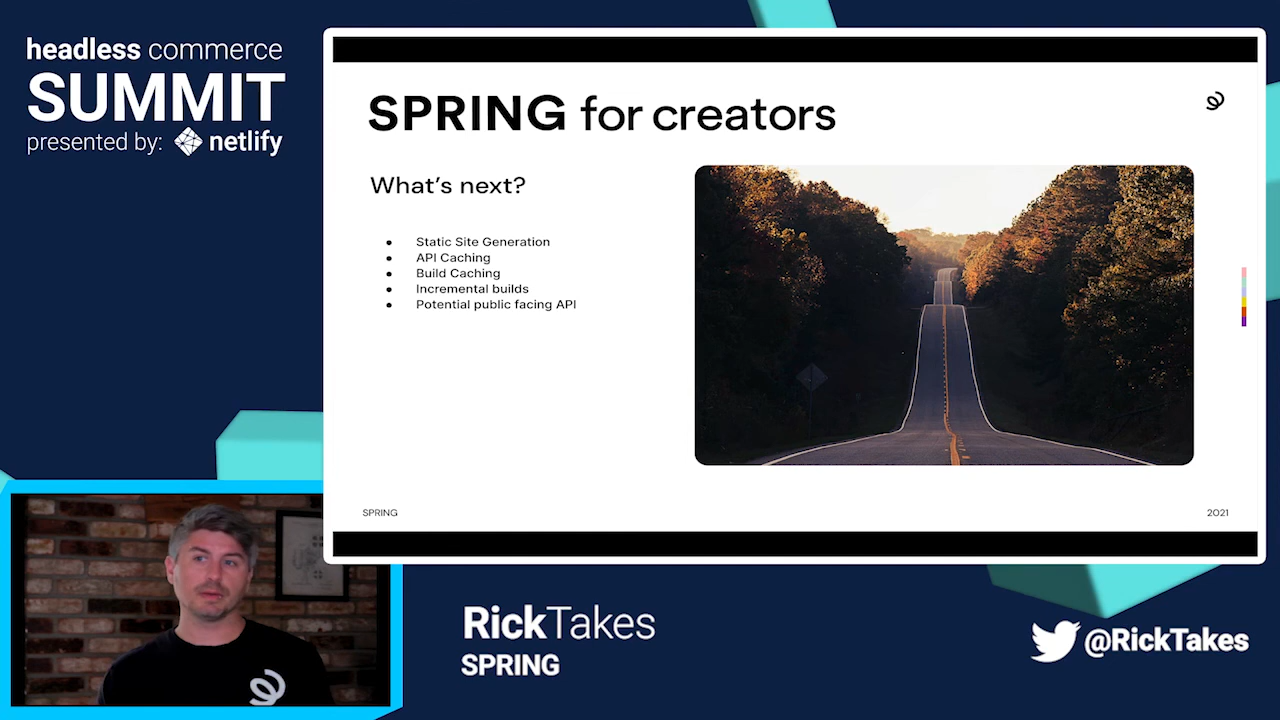 headless commerce
SUMMIT
presented by: netlify
SPRING for creators
What's next?
Static Site Generation
API Caching
Build Caching
Incremental builds
Potential public facing API
SPRING
2021
RickTakes
SPRING
@RickTakes